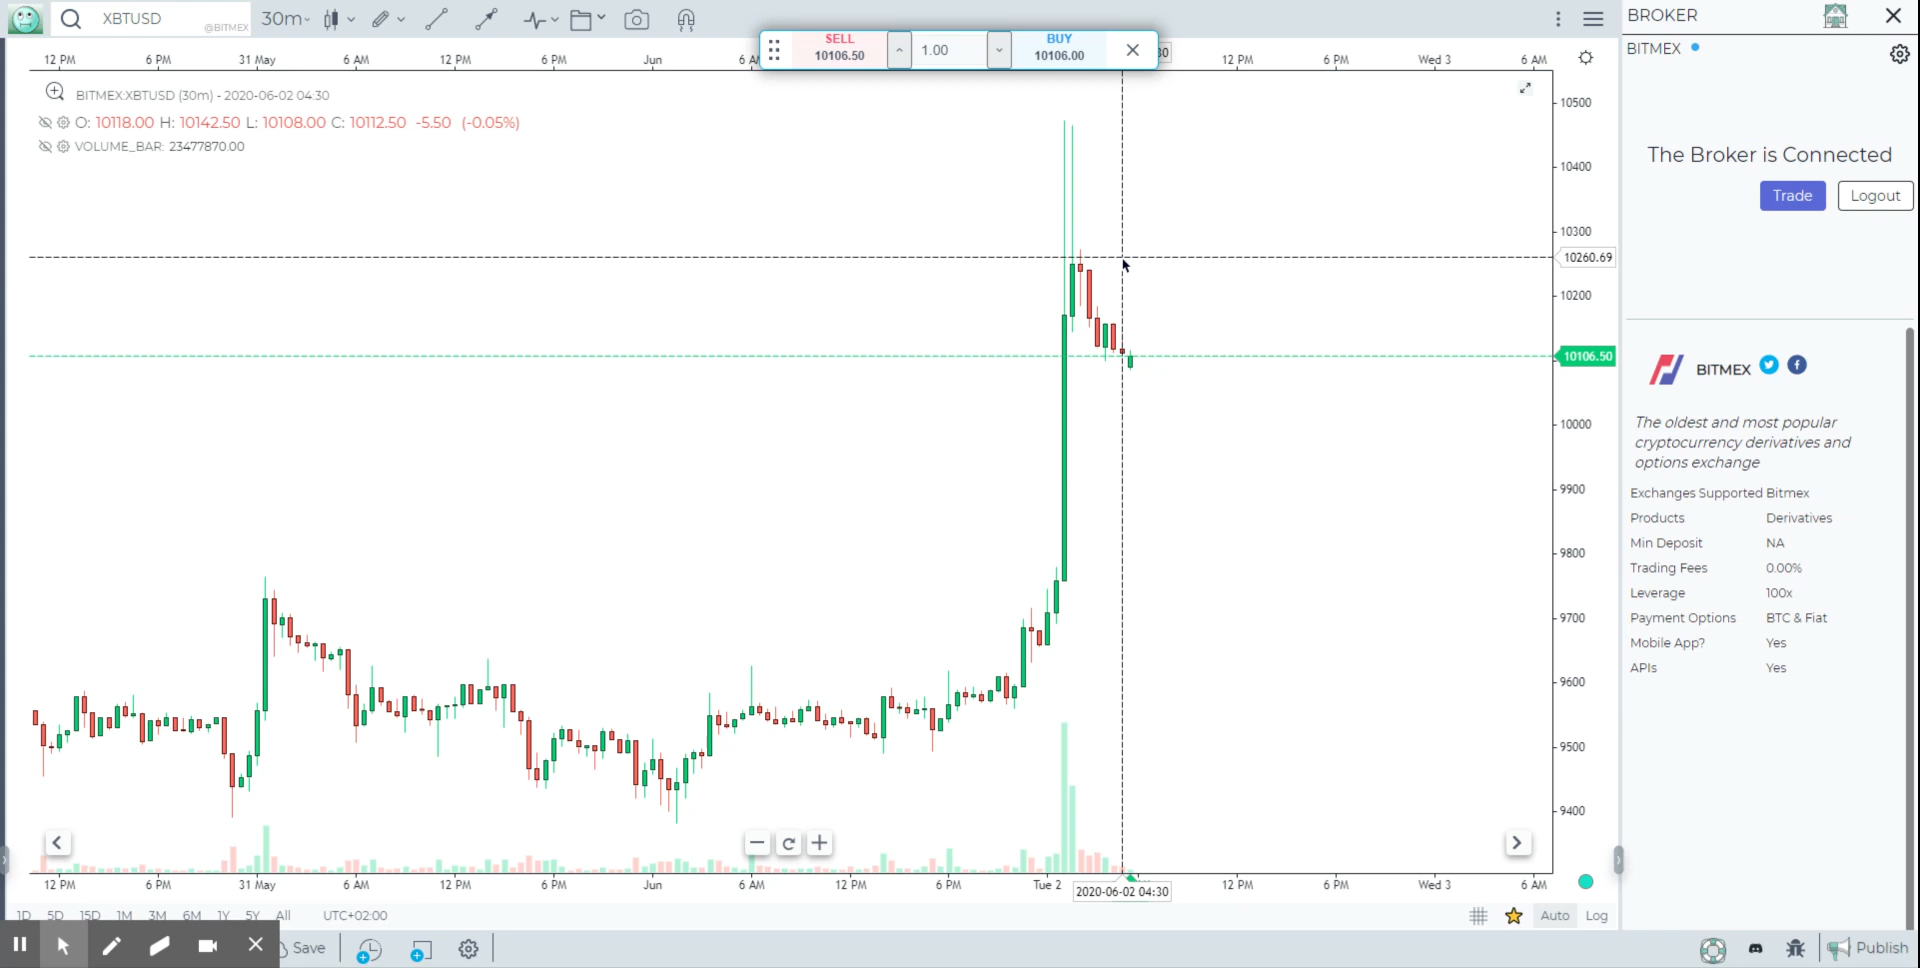 XBTUSD
@BITMEX
30m
BROKER
BITMEX
SELL
10106.50
1.00
BUY
10106.00
30
12 PM 6 PM 31 May 6 AM 12 PM 6 PM Jun 6 A 12 PM 6 PM Wed 3 6 AM
BITMEX:XBTUSD (30m) - 2020-06-02 04:30
O: 10118.00 H: 10142.50 L: 10108.00 C: 10112.50 -5.50 (-0.05%)
VOLUME_BAR: 23477870.00
10500
10400
10300
10260.69
10200
10106.50
10000
9900
9800
9700
9600
9500
9400
The Broker is Connected
Trade Logout
BITMEX
The oldest and most popular
cryptocurrency derivatives and
options exchange
Exchanges Supported Bitmex
Products Derivatives
Min Deposit NA
Trading Fees 0.00%
Leverage 100x
Payment Options BTC & Fiat
Mobile App? Yes
APIs Yes
12 PM 6 PM 31 May 6 AM 12 PM 6 PM Jun 6 AM 12 PM 6 PM Tue 2 2020-06-02 04:30 12 PM 6 PM Wed 3 6 AM
1D 5D 15D 1M 3M 6M 1Y 5Y All UTC+02:00 Auto Log
Save
Publish